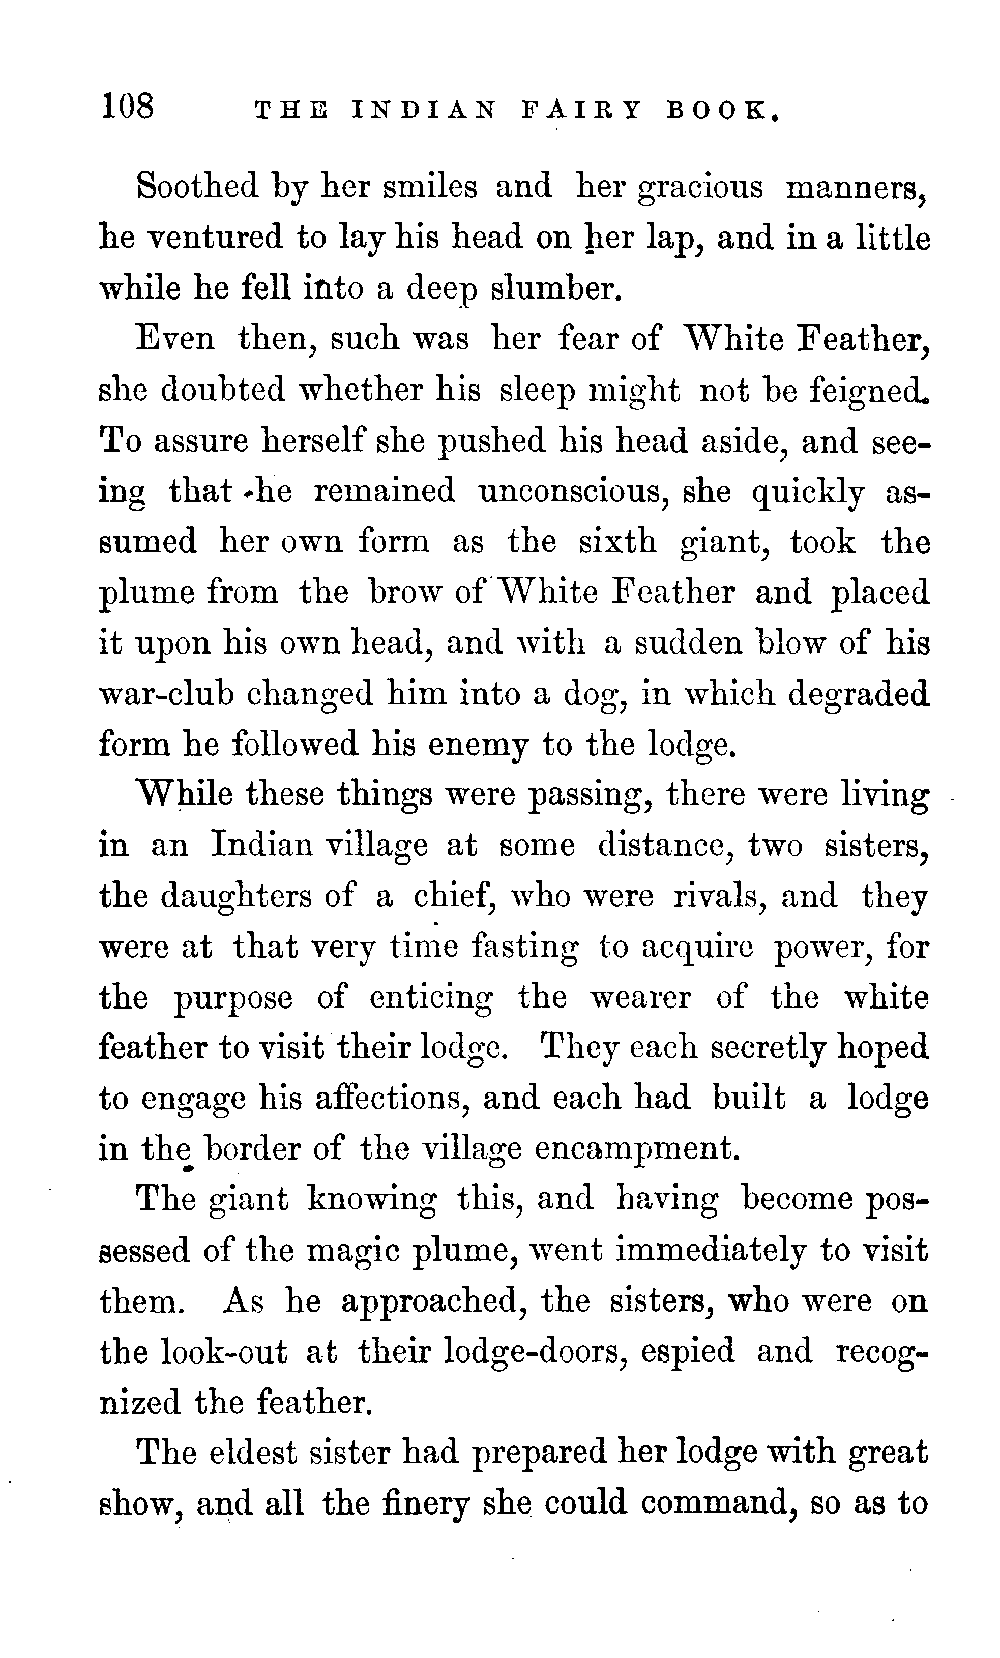 108 THE INDIAN FAIRY BOOK.
Soothed by her smiles and her gracious manners,
he ventured to lay his head on her lap, and in a little
while he fell into a deep slumber.
Even then, such was her fear of White Feather,
she doubted whether his sleep might not be feigned.
To assure herself she pushed his head aside, and see-
ing that he remained unconscious, she quickly as-
sumed her own form as the sixth giant, took the
plume from the brow of White Feather and placed
it upon his own head, and with a sudden blow of his
war-club changed him into a dog, in which degraded
form he followed his enemy to the lodge.
While these things were passing, there were living
in an Indian village at some distance, two sisters,
the daughters of a chief, who were rivals, and they
were at that very time fasting to acquire power, for
the purpose of enticing the wearer of the white
feather to visit their lodge. They each secretly hoped
to engage his affections, and each had built a lodge
in the border of the village encampment.
The giant knowing this, and having become pos-
sessed of the magic plume, went immediately to visit
them. As he approached, the sisters, who were on
the look-out at their lodge-doors, espied and recog-
nized the feather.
The eldest sister had prepared her lodge with great
show, and all the finery she could command, so as to